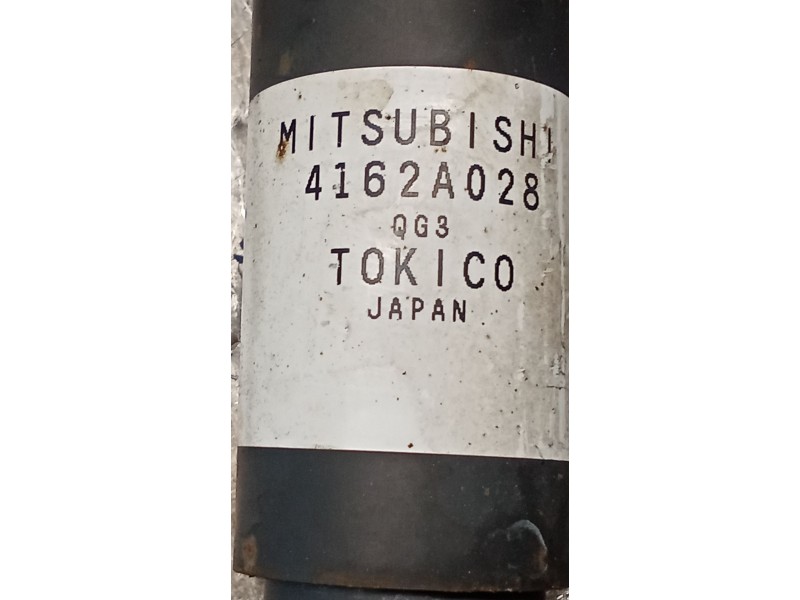 MITSUBISHI
4162A028
QG3
TOKICO
JAPAN